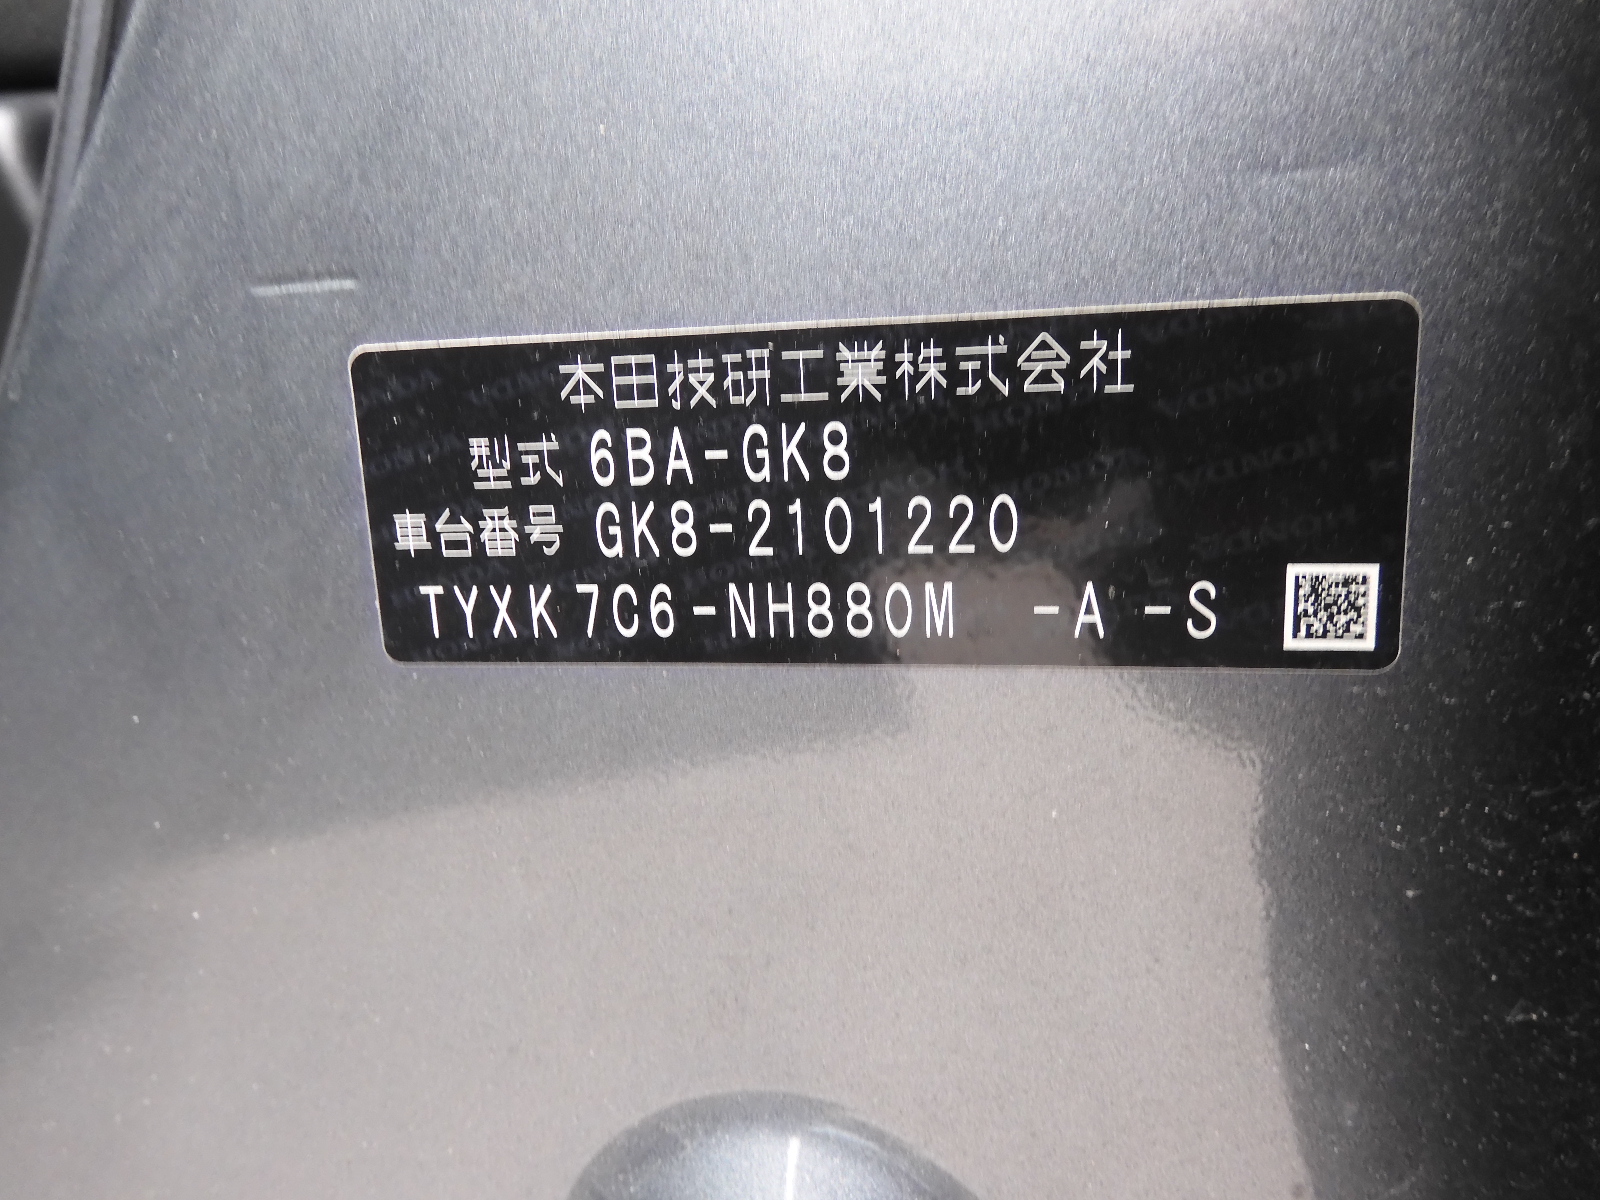 本田技研工業株式会社
型式 6BA-GK8
車台番号 GK8-2101220
TYXK7C6-NH880M -A -S